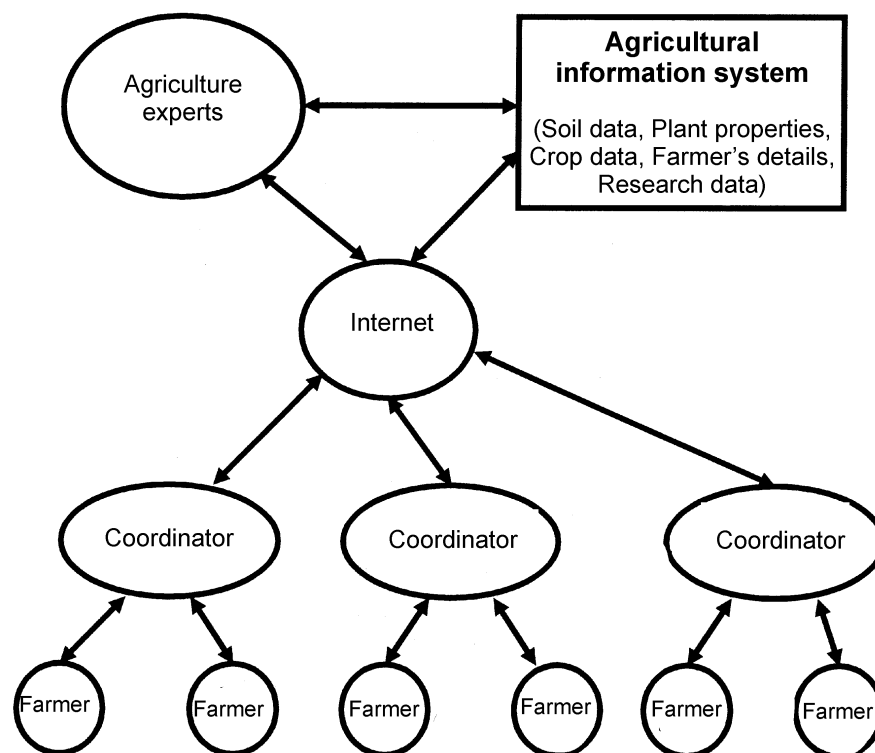 Agriculture
experts
Agricultural
information system
(Soil data, Plant properties,
Crop data, Farmer’s details,
Research data)
Internet
Coordinator
Coordinator
Coordinator
Farmer
Farmer
Farmer
Farmer
Farmer
Farmer